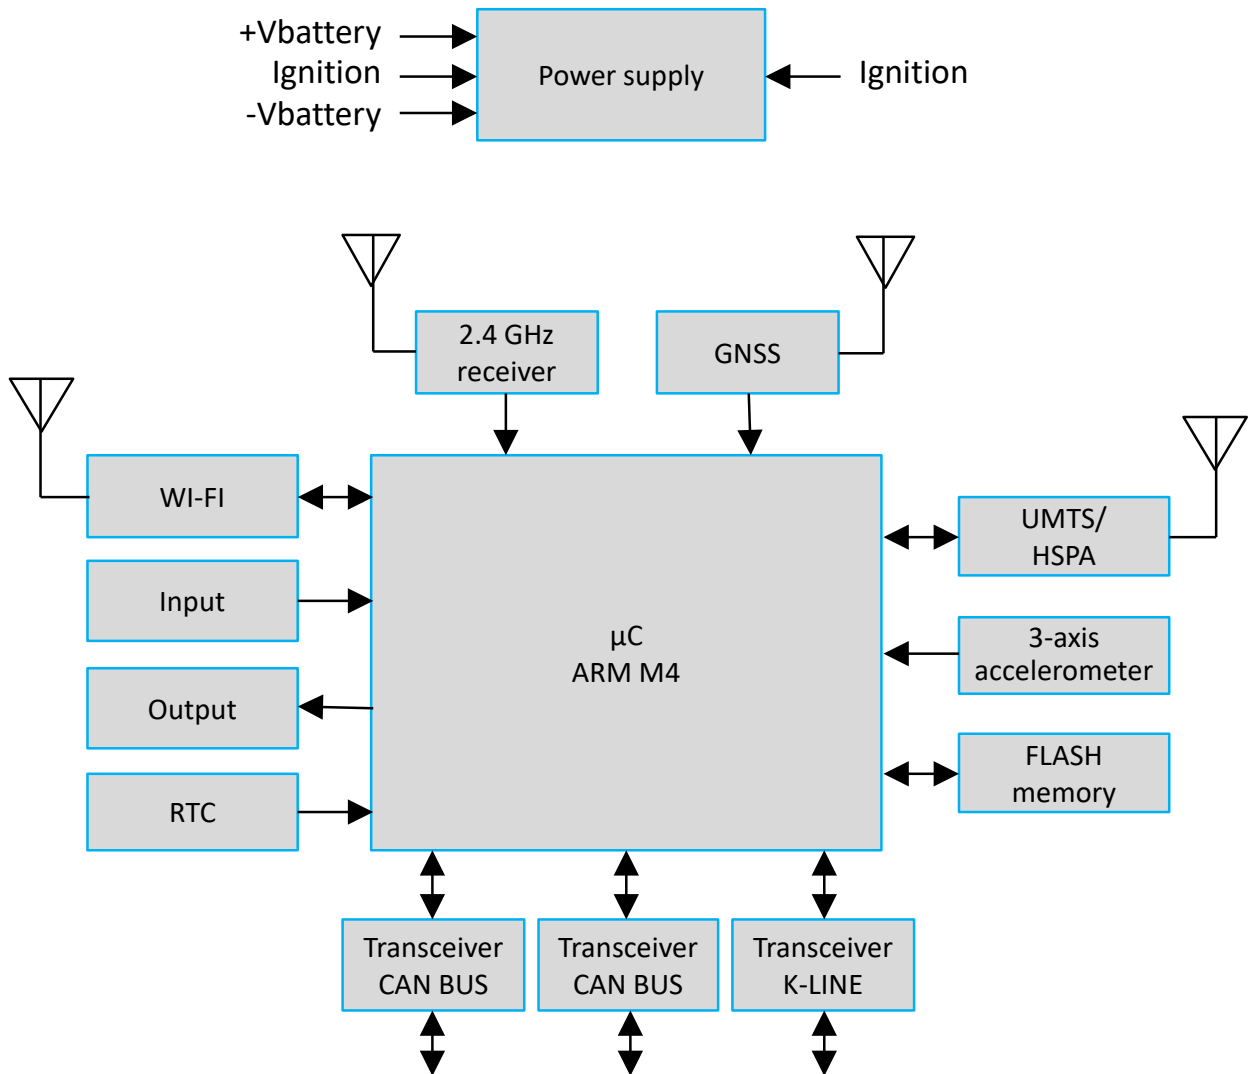 +Vbattery
Ignition
-Vbattery
Power supply
Ignition
2.4 GHz
receiver
GNSS
WI-FI
Input
Output
RTC
µC
ARM M4
UMTS/
HSPA
3-axis
accelerometer
FLASH
memory
Transceiver
CAN BUS
Transceiver
CAN BUS
Transceiver
K-LINE